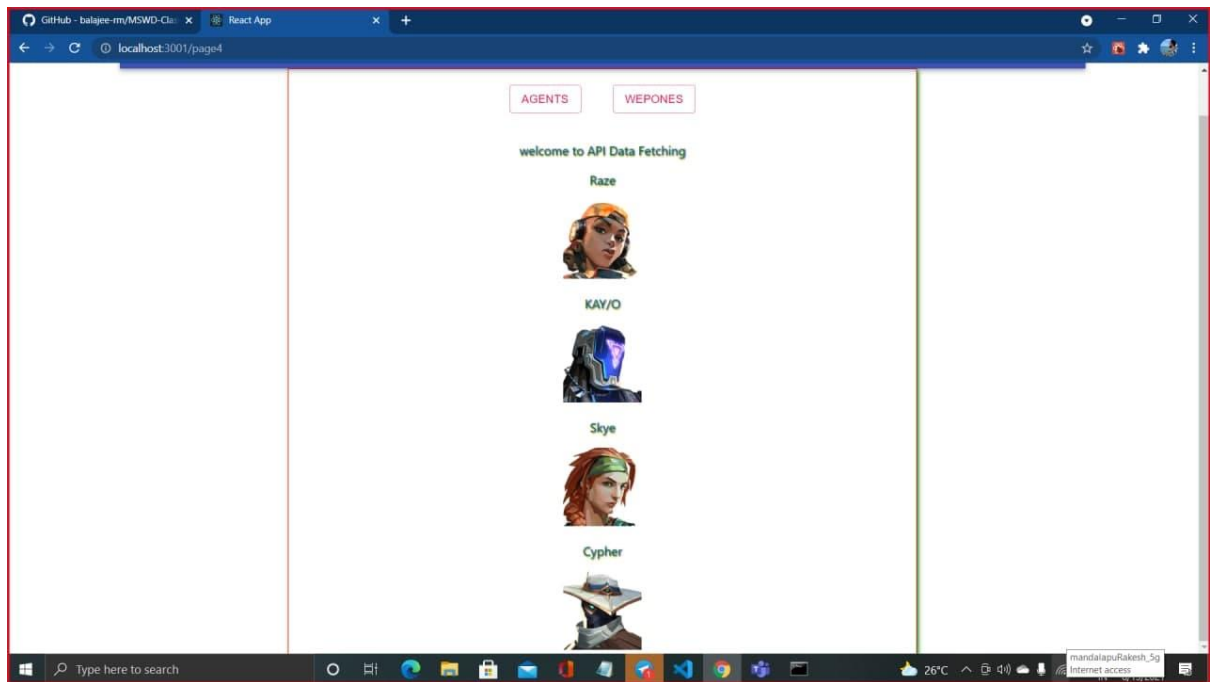 GitHub - balajee-rm/MSWD-Clas
React App
localhost:3001/page4
AGENTS
WEPONES
welcome to API Data Fetching
Raze
KAY/O
Skye
Cypher
Type here to search
26°C
mandalapuRakesh_5g
Internet access